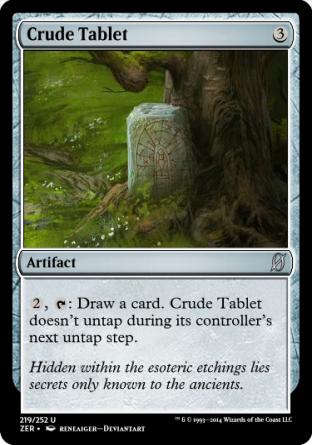 Crude Tablet 3
Artifact
2, T: Draw a card. Crude Tablet
doesn't untap during its controller's
next untap step.
Hidden within the esoteric etchings lies
secrets only known to the ancients.
219/252 U
ZER • RENEAIGER-DEVIANTART
™ & © 1993–2014 Wizards of the Coast LLC